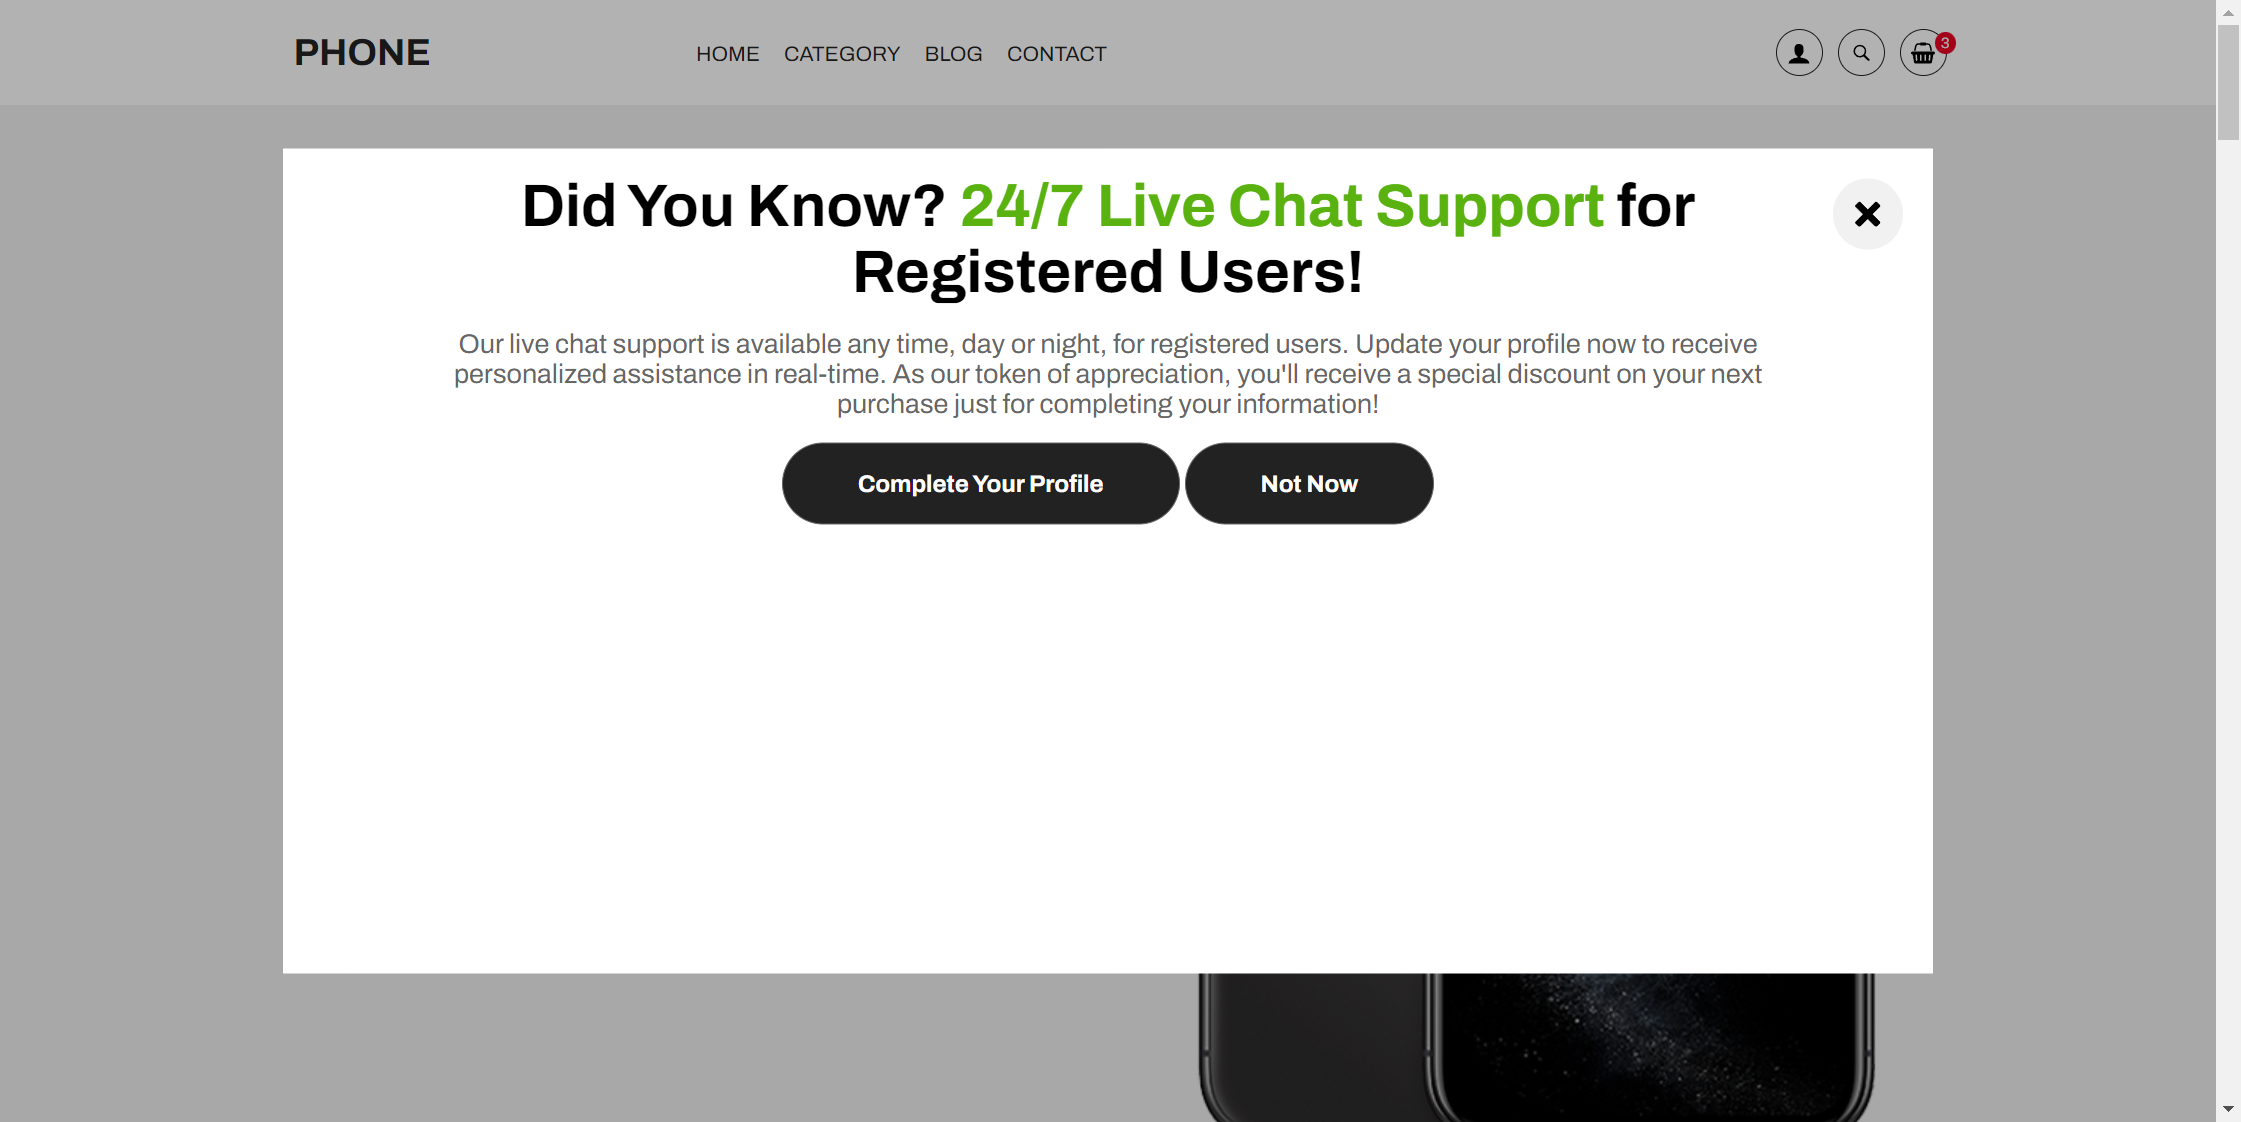 PHONE
HOME CATEGORY BLOG CONTACT
3
Did You Know? 24/7 Live Chat Support for
Registered Users!
Our live chat support is available any time, day or night, for registered users. Update your profile now to receive
personalized assistance in real-time. As our token of appreciation, you'll receive a special discount on your next
purchase just for completing your information!
Complete Your Profile
Not Now